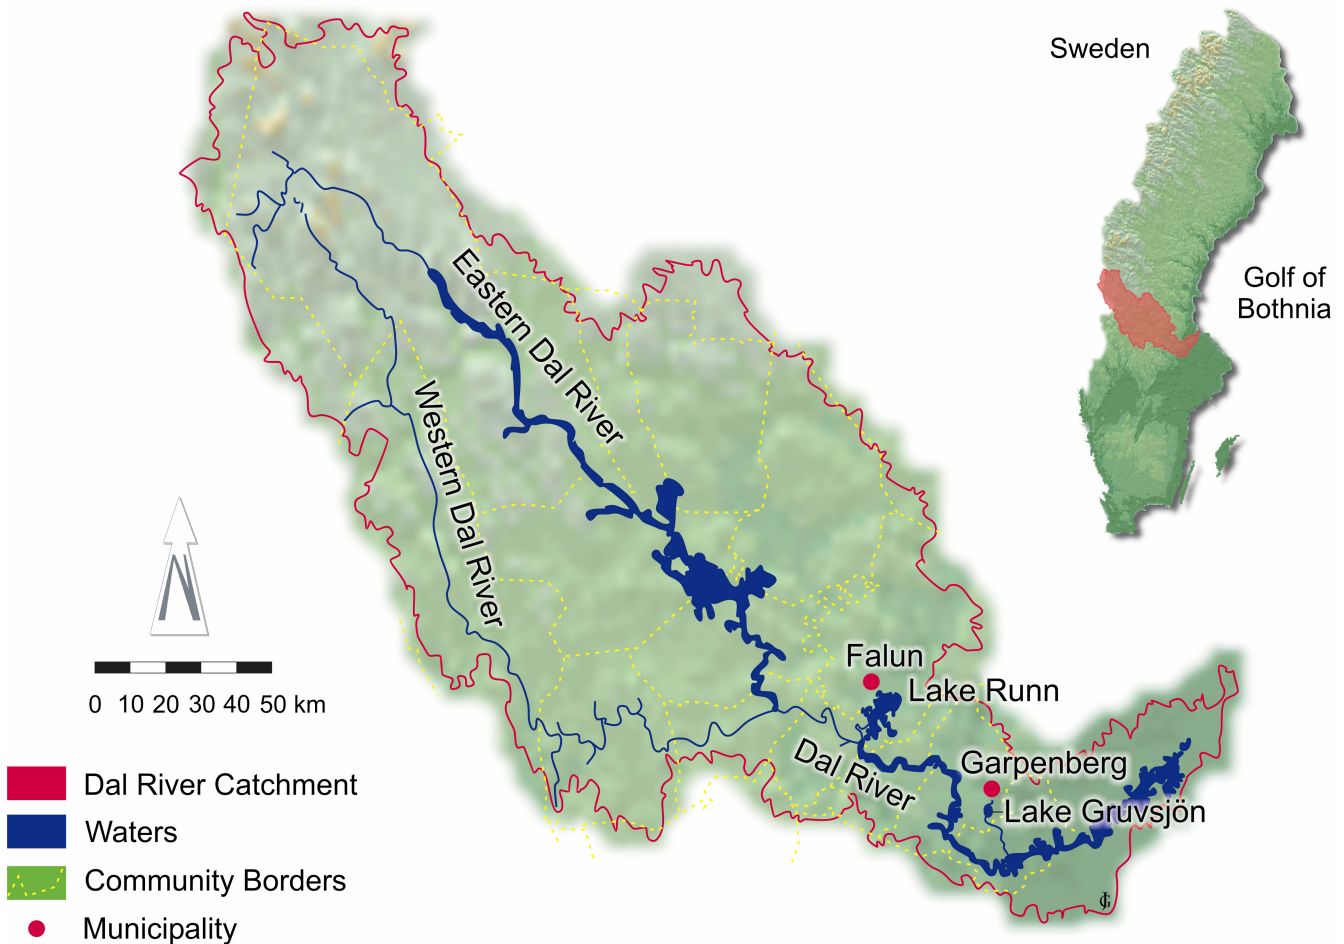 Sweden
Golf of
Bothnia
Eastern Dal River
Western Dal River
Falun
Lake Runn
Dal River
Garpenberg
Lake Gruvsjön
N
0 10 20 30 40 50 km
Dal River Catchment
Waters
Community Borders
Municipality